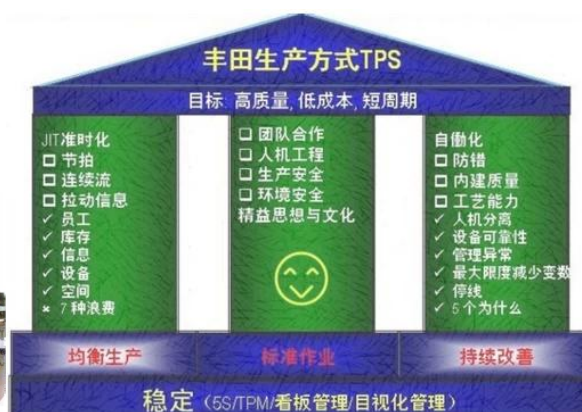 丰田生产方式TPS
目标: 高质量, 低成本, 短周期
JIT准时化
节拍
连续流
拉动信息
员工
库存
信息
设备
空间
7 种浪费
团队合作
人机工程
生产安全
环境安全
精益思想与文化
自働化
防错
内建质量
工艺能力
人机分离
设备可靠性
管理异常
最大限度减少变数
停线
5 个为什么
均衡生产
标准作业
持续改善
稳定（5S/TPM/看板管理/目视化管理）